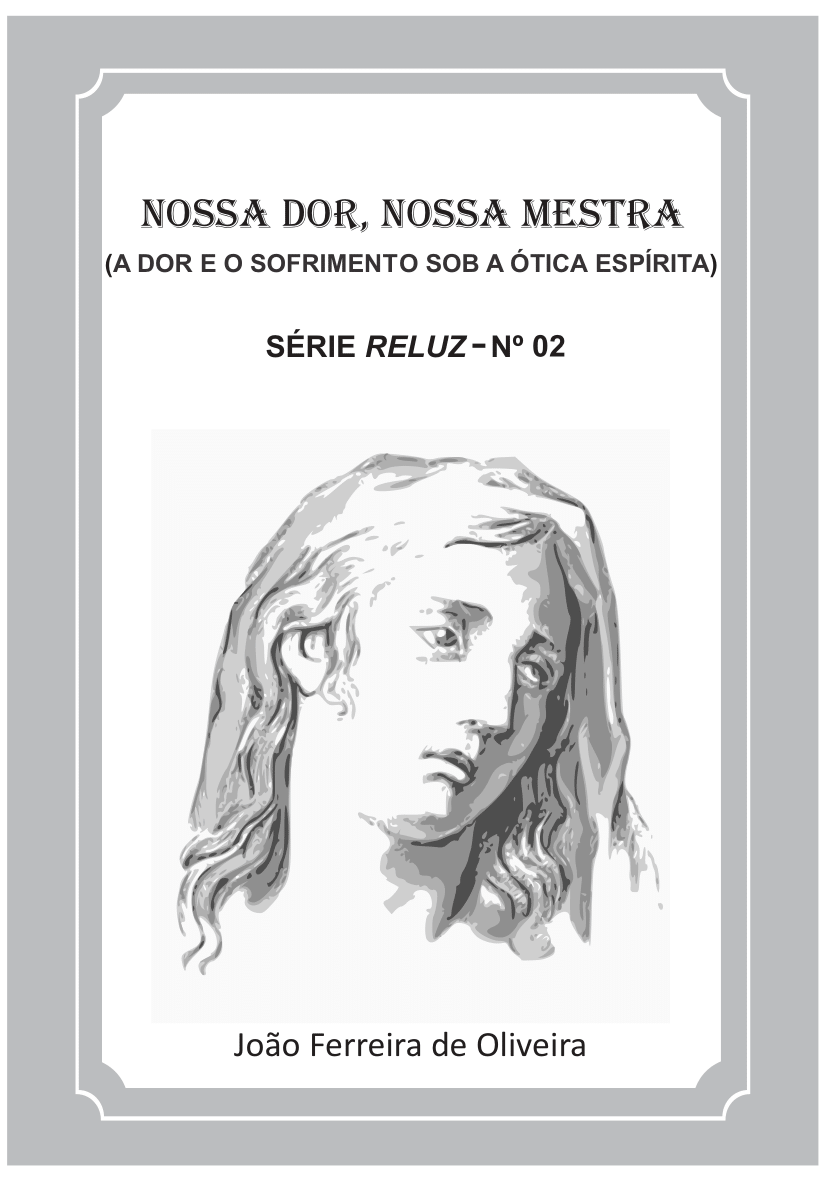 NOSSA DOR, NOSSA MESTRA
(A DOR E O SOFRIMENTO SOB A ÓTICA ESPÍRITA)
SÉRIE RELUZ – Nº 02
João Ferreira de Oliveira